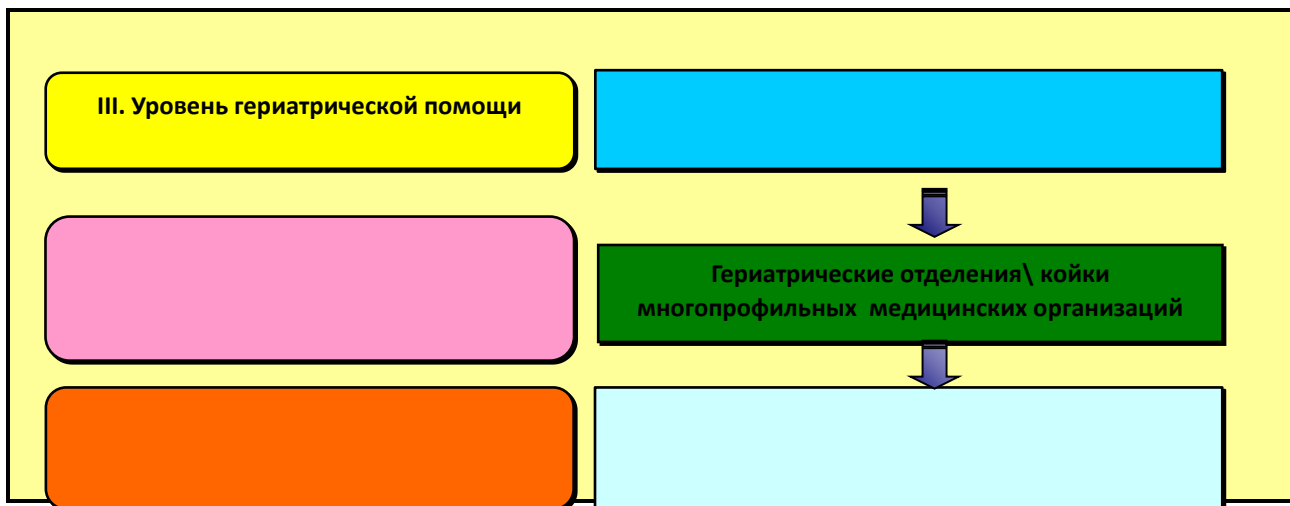 III. Уровень гериатрической помощи
Гериатрические отделения\ койки
многопрофильных медицинских организаций